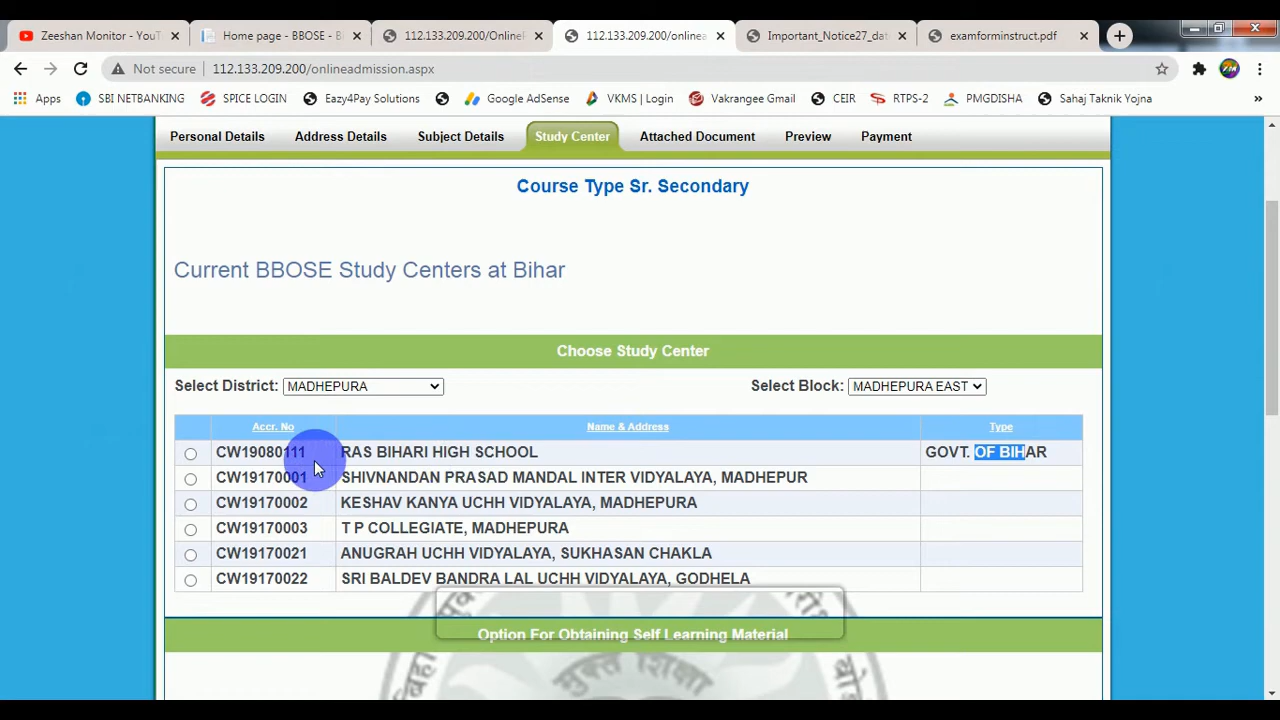 Zeeshan Monitor - YouT
Home page - BBOSE - B
112.133.209.200/OnlineF
112.133.209.200/onlinea
Important_Notice27_dat
examforminstruct.pdf
Not secure
112.133.209.200/onlineadmission.aspx
Apps
SBI NETBANKING
SPICE LOGIN
Eazy4Pay Solutions
Google AdSense
VKMS | Login
Vakrangee Gmail
CEIR
RTPS-2
PMGDISHA
Sahaj Taknik Yojna
»
Personal Details
Address Details
Subject Details
Study Center
Attached Document
Preview
Payment
Course Type Sr. Secondary
Current BBOSE Study Centers at Bihar
Choose Study Center
Select District: MADHEPURA
Select Block: MADHEPURA EAST
Accr. No Name & Address Type
CW19080111 RAS BIHARI HIGH SCHOOL GOVT. OF BIHAR
CW19170001 SHIVNANDAN PRASAD MANDAL INTER VIDYALAYA, MADHEPUR
CW19170002 KESHAV KANYA UCHH VIDYALAYA, MADHEPURA
CW19170003 T P COLLEGIATE, MADHEPURA
CW19170021 ANUGRAH UCHH VIDYALAYA, SUKHASAN CHAKLA
CW19170022 SRI BALDEV BANDRA LAL UCHH VIDYALAYA, GODHELA
Option For Obtaining Self Learning Material
मुक्त शिक्षा